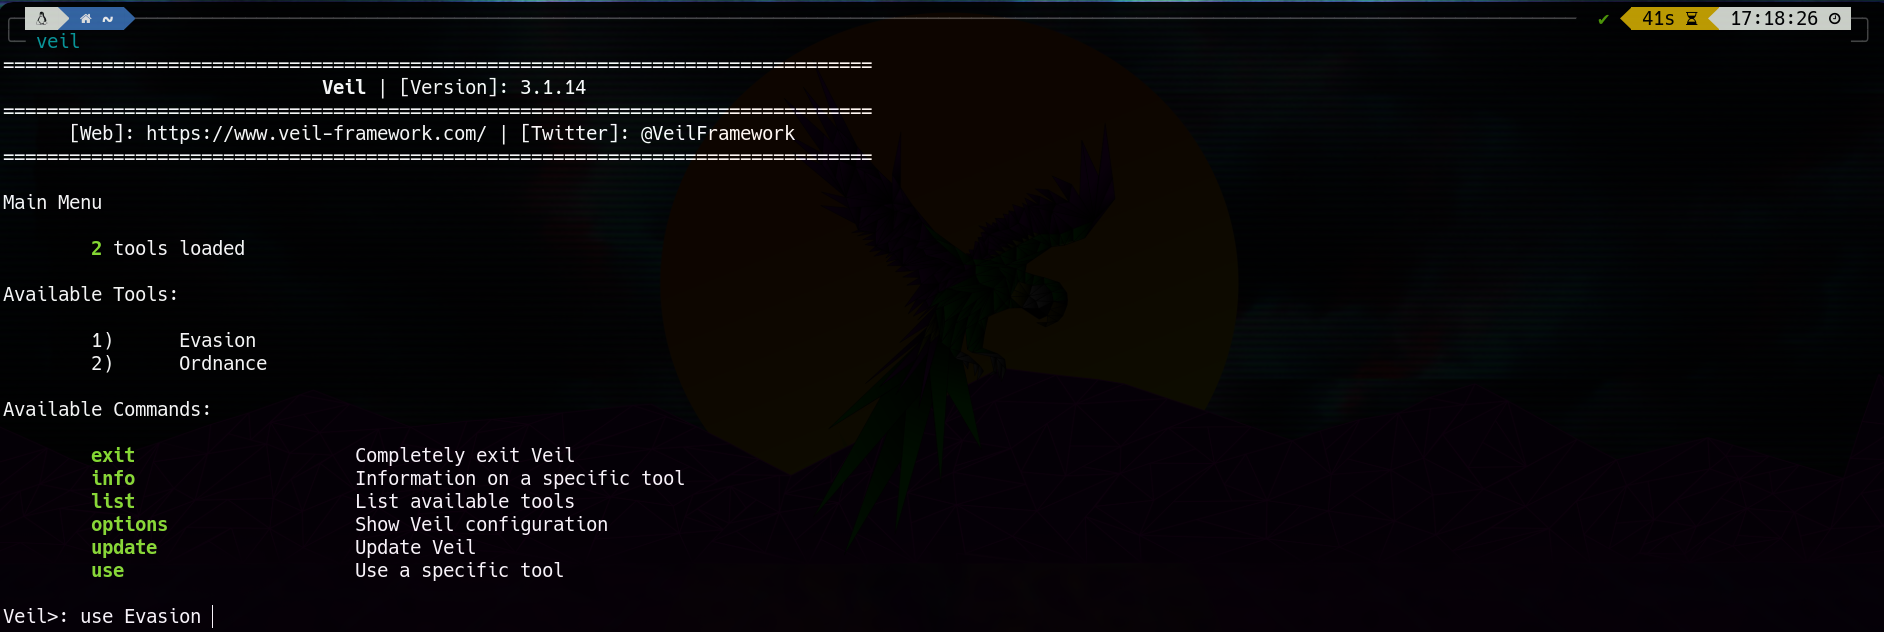 ~ ✔ 41s 17:18:26
veil
===============================================================================
Veil | [Version]: 3.1.14
===============================================================================
[Web]: https://www.veil-framework.com/ | [Twitter]: @VeilFramework
===============================================================================
Main Menu
2 tools loaded
Available Tools:
1) Evasion
2) Ordnance
Available Commands:
exit Completely exit Veil
info Information on a specific tool
list List available tools
options Show Veil configuration
update Update Veil
use Use a specific tool
Veil>: use Evasion